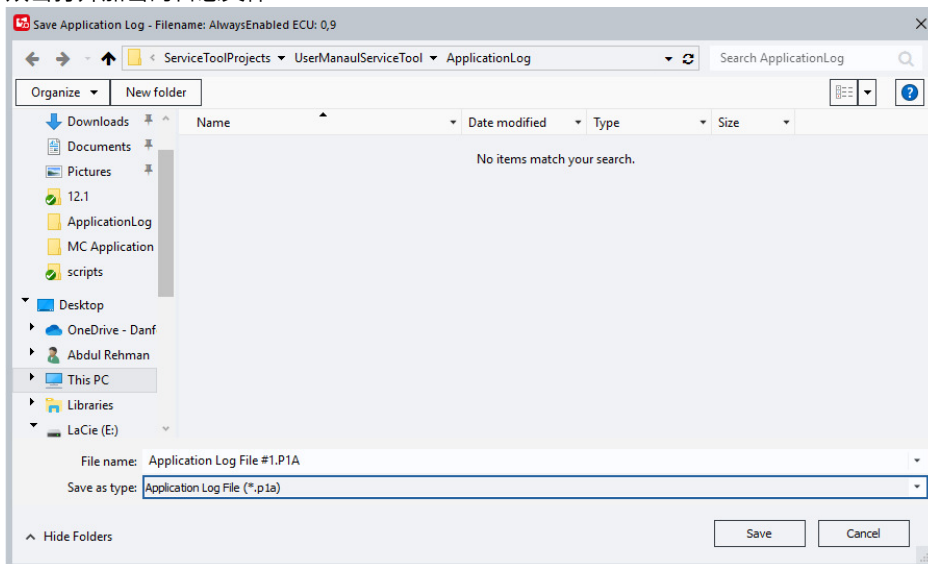 Save Application Log - Filename: AlwaysEnabled ECU: 0,9
ServiceToolProjects UserManaulServiceTool ApplicationLog Search ApplicationLog
Organize New folder
Name Date modified Type Size
No items match your search.
Downloads
Documents
Pictures
12.1
ApplicationLog
MC Application
scripts
Desktop
OneDrive - Danf
Abdul Rehman
This PC
Libraries
LaCie (E:)
File name: Application Log File #1.P1A
Save as type: Application Log File (*.p1a)
Hide Folders Save Cancel